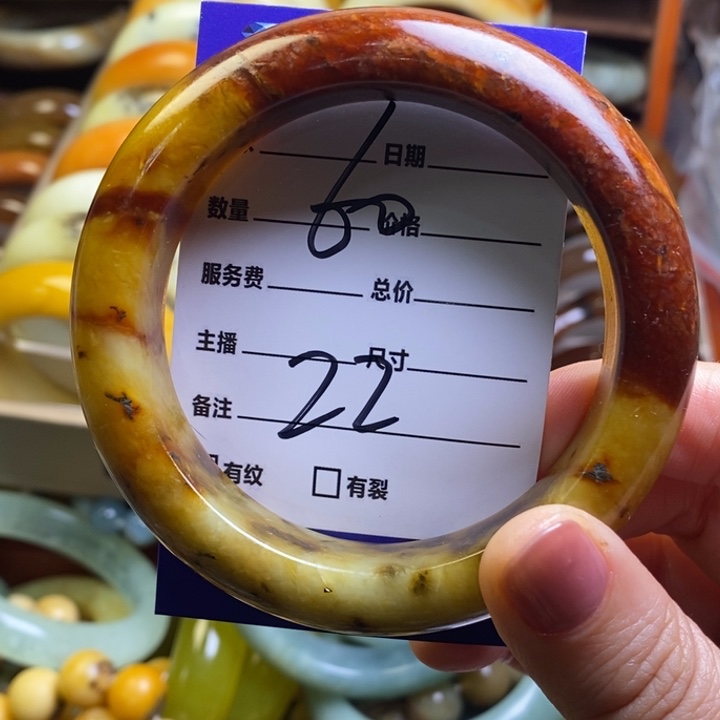 日期
60
数量 价格
服务费 总价
主播 尺寸
22
备注
有纹 □有裂